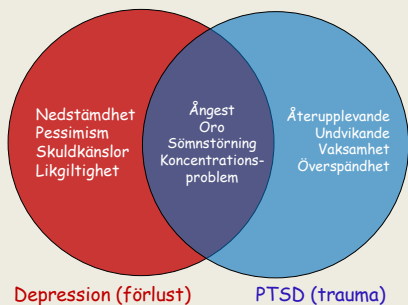 Nedstämdhet
Pessimism
Skuldkänslor
Likgiltighet
Ångest
Oro
Sömnstörning
Koncentrations-
problem
Återupplevande
Undvikande
Vaksamhet
Överspändhet
Depression (förlust)
PTSD (trauma)